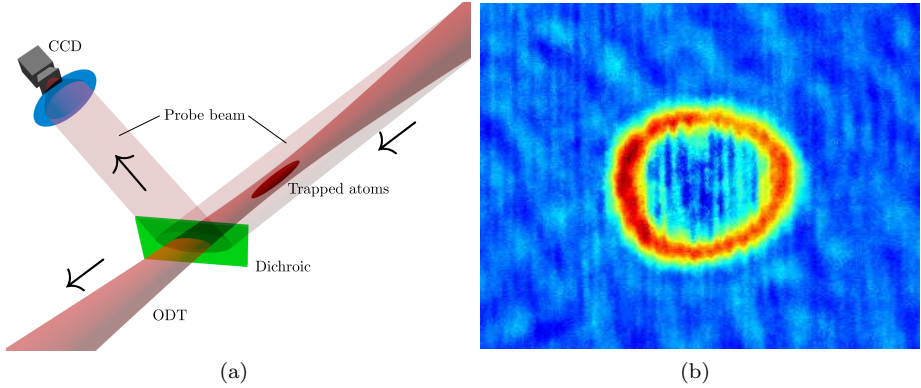 CCD
Probe beam
Trapped atoms
Dichroic
ODT
(a)
(b)